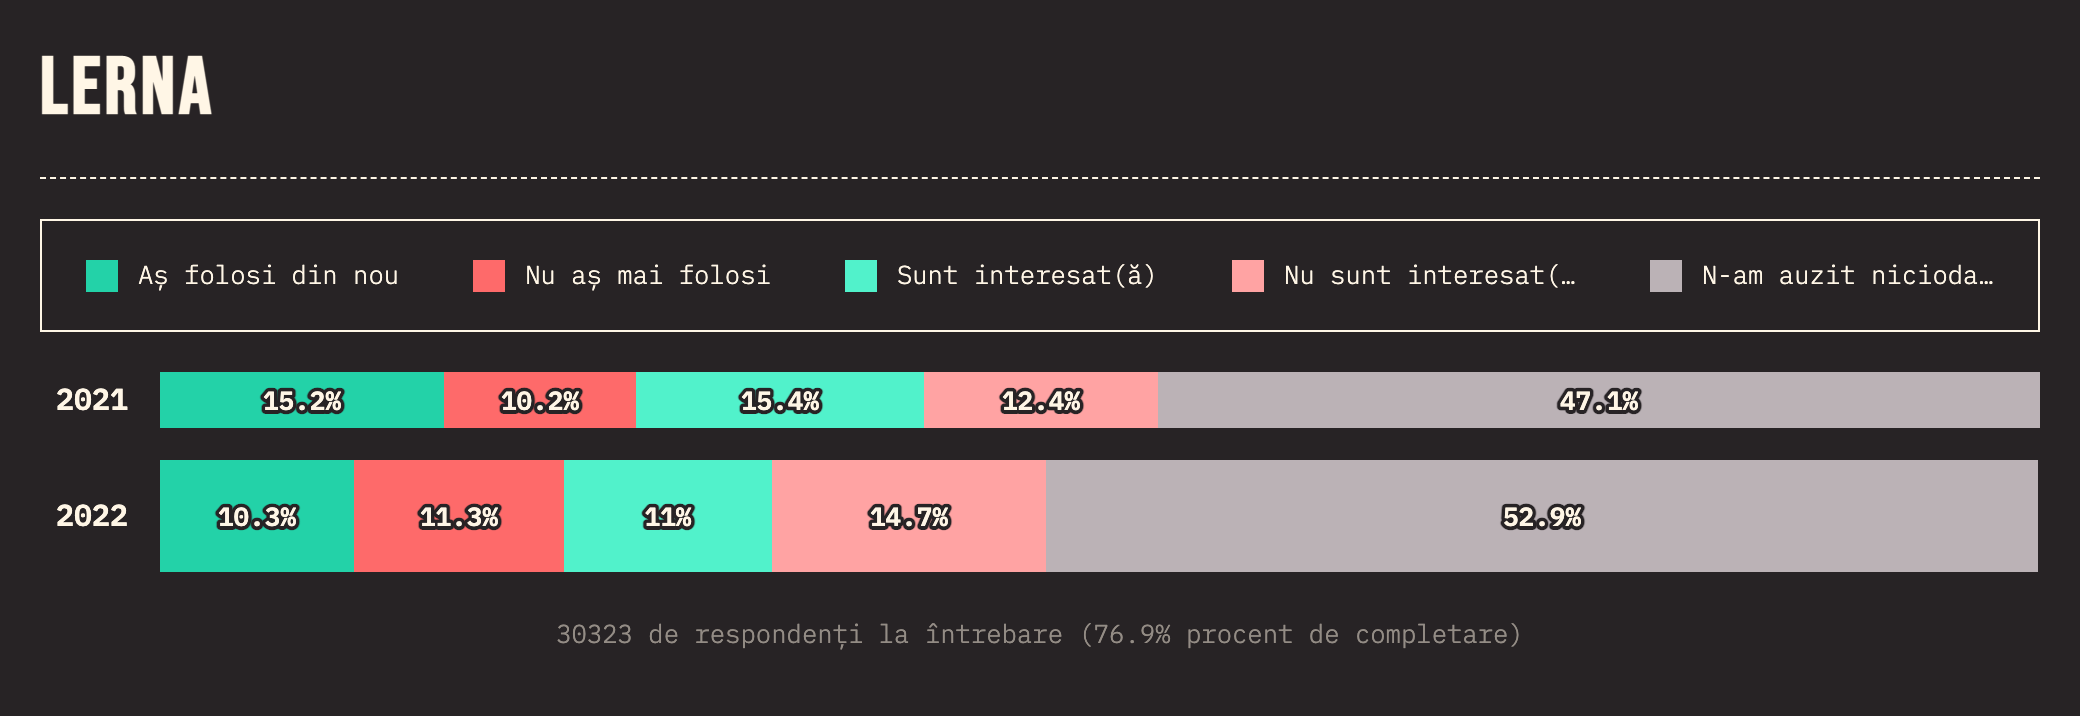 LERNA
Aș folosi din nou Nu aș mai folosi Sunt interesat(ă) Nu sunt interesat(… N-am auzit nicioda…
2021 15.2% 10.2% 15.4% 12.4% 47.1%
2022 10.3% 11.3% 11% 14.7% 52.9%
30323 de respondenți la întrebare (76.9% procent de completare)